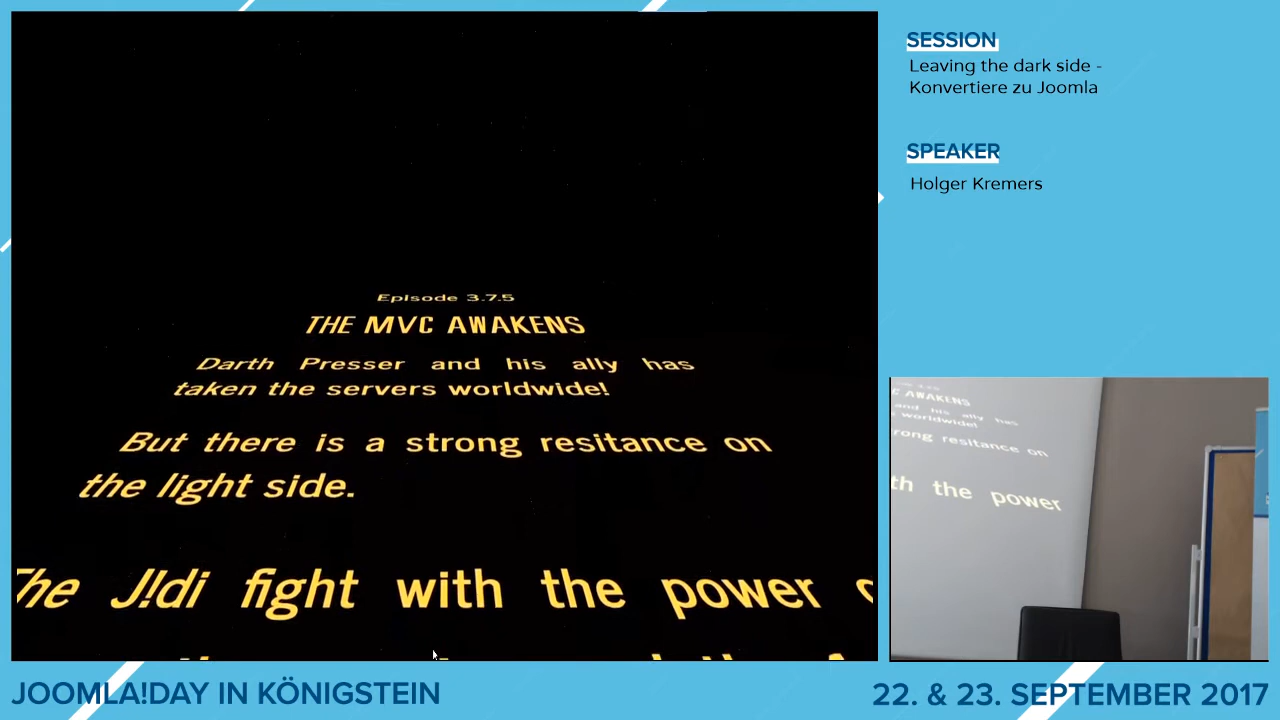 Episode 3.7.5
THE MVC AWAKENS
Darth Presser and his ally has
taken the servers worldwide!
But there is a strong resitance on
the light side.
The J!di fight with the power
SESSION
Leaving the dark side -
Konvertiere zu Joomla
SPEAKER
Holger Kremers
AWAKENS
and his ally has
worldwide!
rong resitance on
th the power
JOOMLA!DAY IN KÖNIGSTEIN
22. & 23. SEPTEMBER 2017